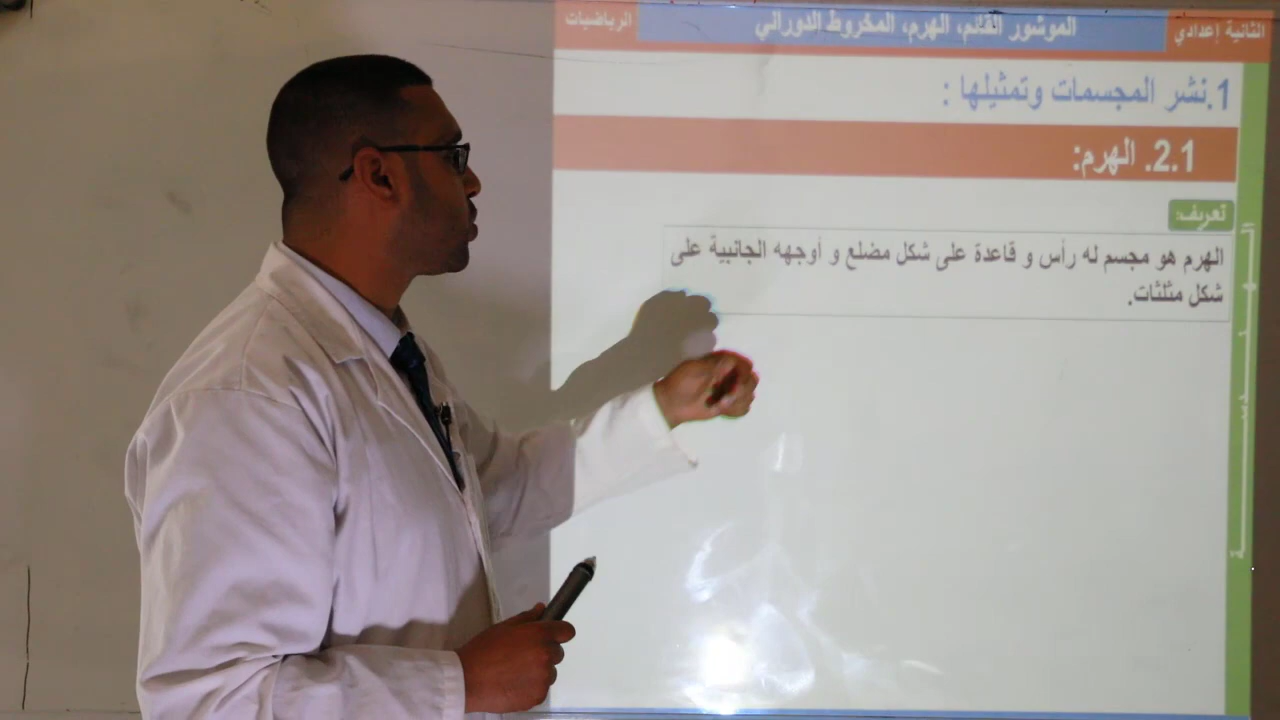 الثانية إعدادي
الموشور القائم، الهرم، المخروط الدوراني
الرياضيات
1.نشر المجسمات وتمثيلها :
2.1. الهرم:
تعريف:
الهرم هو مجسم له رأس و قاعدة على شكل مضلع و أوجهه الجانبية على
شكل مثلثات.
الهندسة